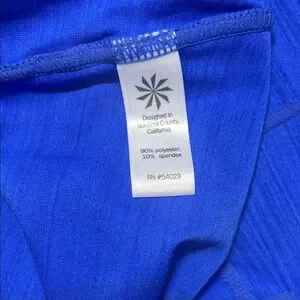 Designed in
Sonoma County,
California
90% polyester,
10% spandex
RN #54023